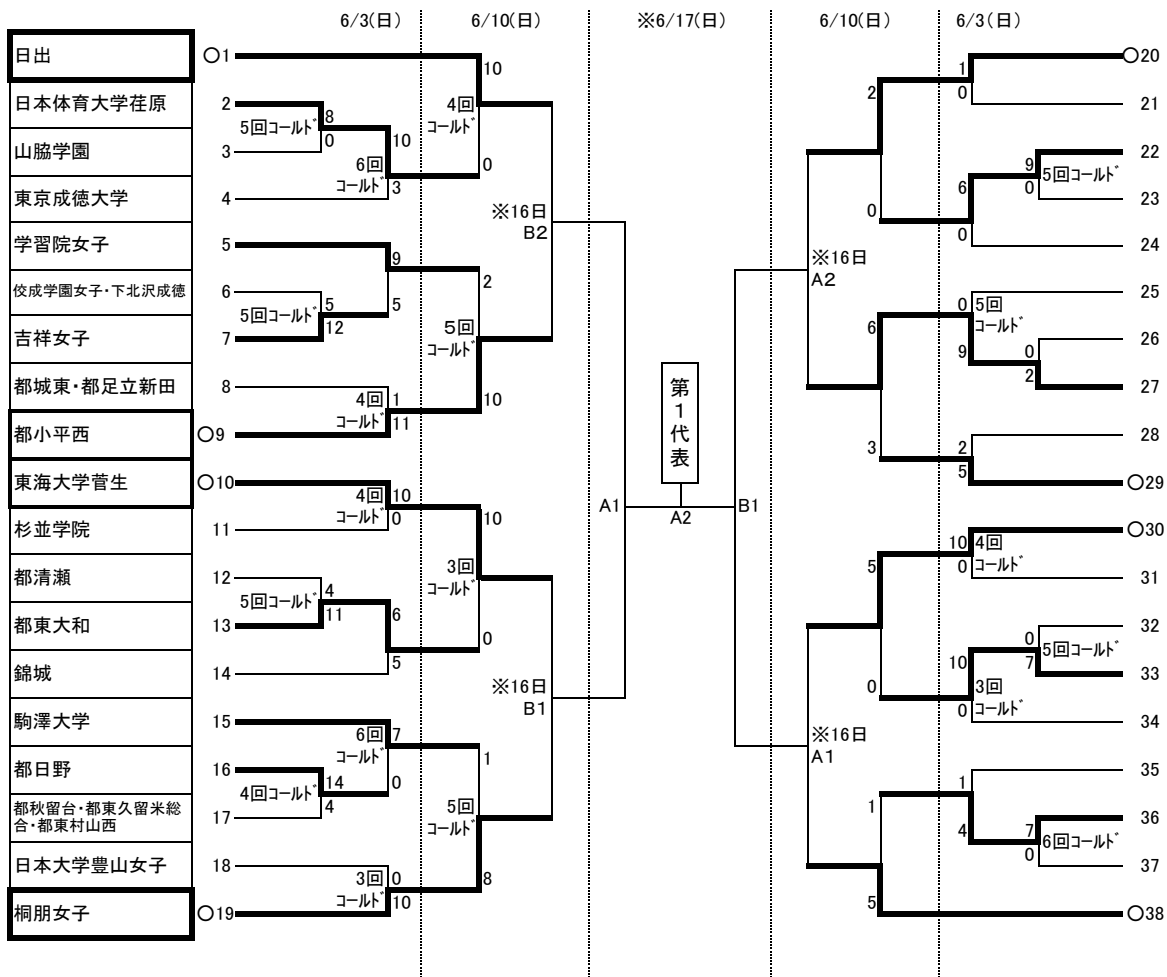 6/3(日) 6/10(日) ※6/17(日) 6/10(日) 6/3(日)
日出 ○1
日本体育大学荏原 2
山脇学園 3
東京成徳大学 4
学習院女子 5
佼成学園女子・下北沢成徳 6
吉祥女子 7
都城東・都足立新田 8
都小平西 ○9
東海大学菅生 ○10
杉並学院 11
都清瀬 12
都東大和 13
錦城 14
駒澤大学 15
都日野 16
都秋留台・都東久留米総
合・都東村山西 17
日本大学豊山女子 18
桐朋女子 ○19
8
5回コールド
0
5
5回コールド
12
4
5回コールド
11
14
4回コールド
4
10
6回
コールド
3
9
5
4回
コールド
1
11
4回
コールド
10
0
6
5
6回
コールド
7
0
3回
コールド
0
10
10
4回
コールド
0
2
5回
コールド
10
10
3回
コールド
0
1
5回
コールド
8
※16日
B2
※16日
B1
A1
第1代表
A2
B1
※16日
A2
※16日
A1
2
0
6
3
5
0
1
5
1
0
6
0
0
5回
コールド
9
2
5
10
4回
コールド
0
10
3回
コールド
0
1
4
9
5回コールド
0
0
2
0
5回コールド
7
7
6回コールド
0
○20
21
22
23
24
25
26
27
28
○29
○30
31
32
33
34
35
36
37
○38